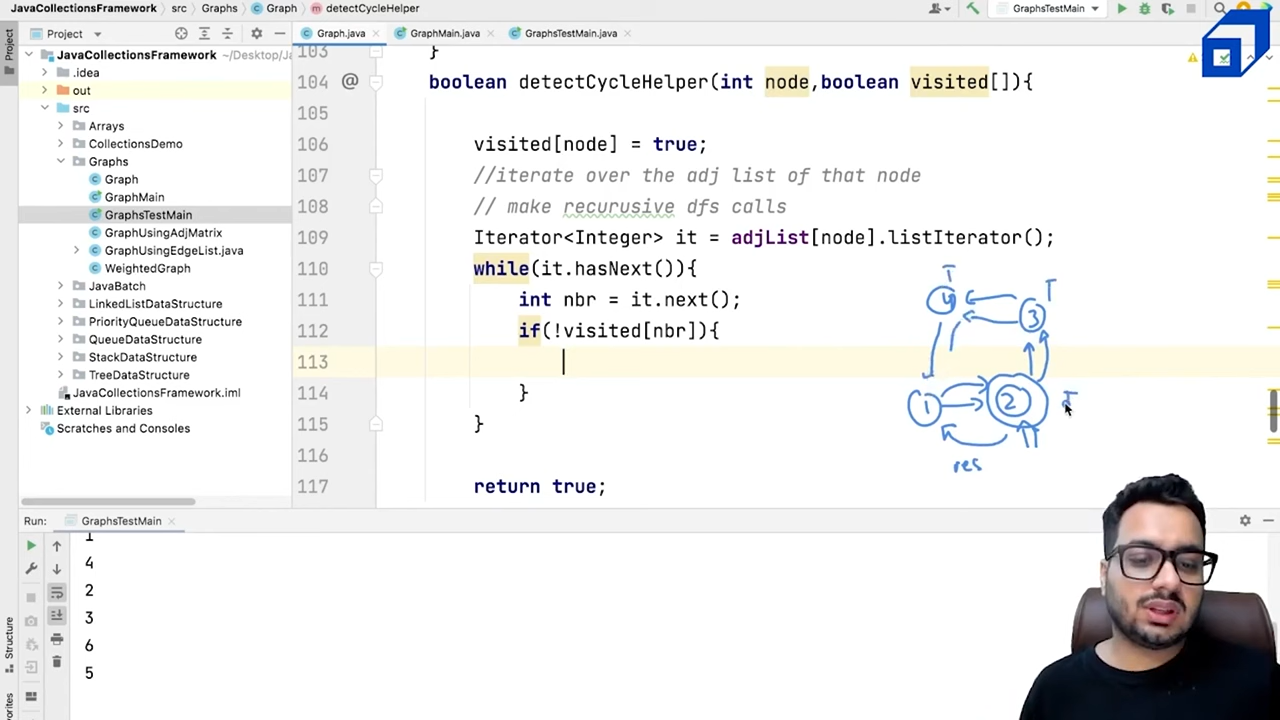 JavaCollectionsFramework > src > Graphs > Graph > detectCycleHelper
GraphsTestMain
Project
Graph.java
GraphMain.java
GraphsTestMain.java
Project
JavaCollectionsFramework ~/Desktop/Ja
.idea
out
src
Arrays
CollectionsDemo
Graphs
Graph
GraphMain
GraphsTestMain
GraphUsingAdjMatrix
GraphUsingEdgeList.java
WeightedGraph
JavaBatch
LinkedListDataStructure
PriorityQueueDataStructure
QueueDataStructure
StackDataStructure
TreeDataStructure
JavaCollectionsFramework.iml
External Libraries
Scratches and Consoles
103 }
104 @ boolean detectCycleHelper(int node,boolean visited[]){
105
106 visited[node] = true;
107 //iterate over the adj list of that node
108 // make recurusive dfs calls
109 Iterator<Integer> it = adjList[node].listIterator();
110 while(it.hasNext()){
111 int nbr = it.next();
112 if(!visited[nbr]){
113
114 }
115 }
116
117 return true;
T
T
4
3
1
2
res
Run: GraphsTestMain
1
4
2
3
6
5
Structure